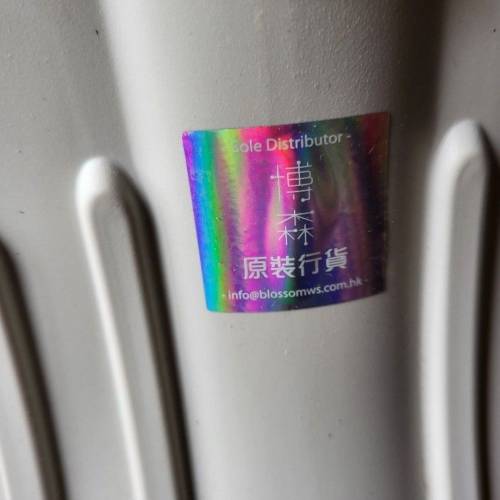 - Sole Distributor -
博
森
原裝行貨
- info@blossomws.com.hk -